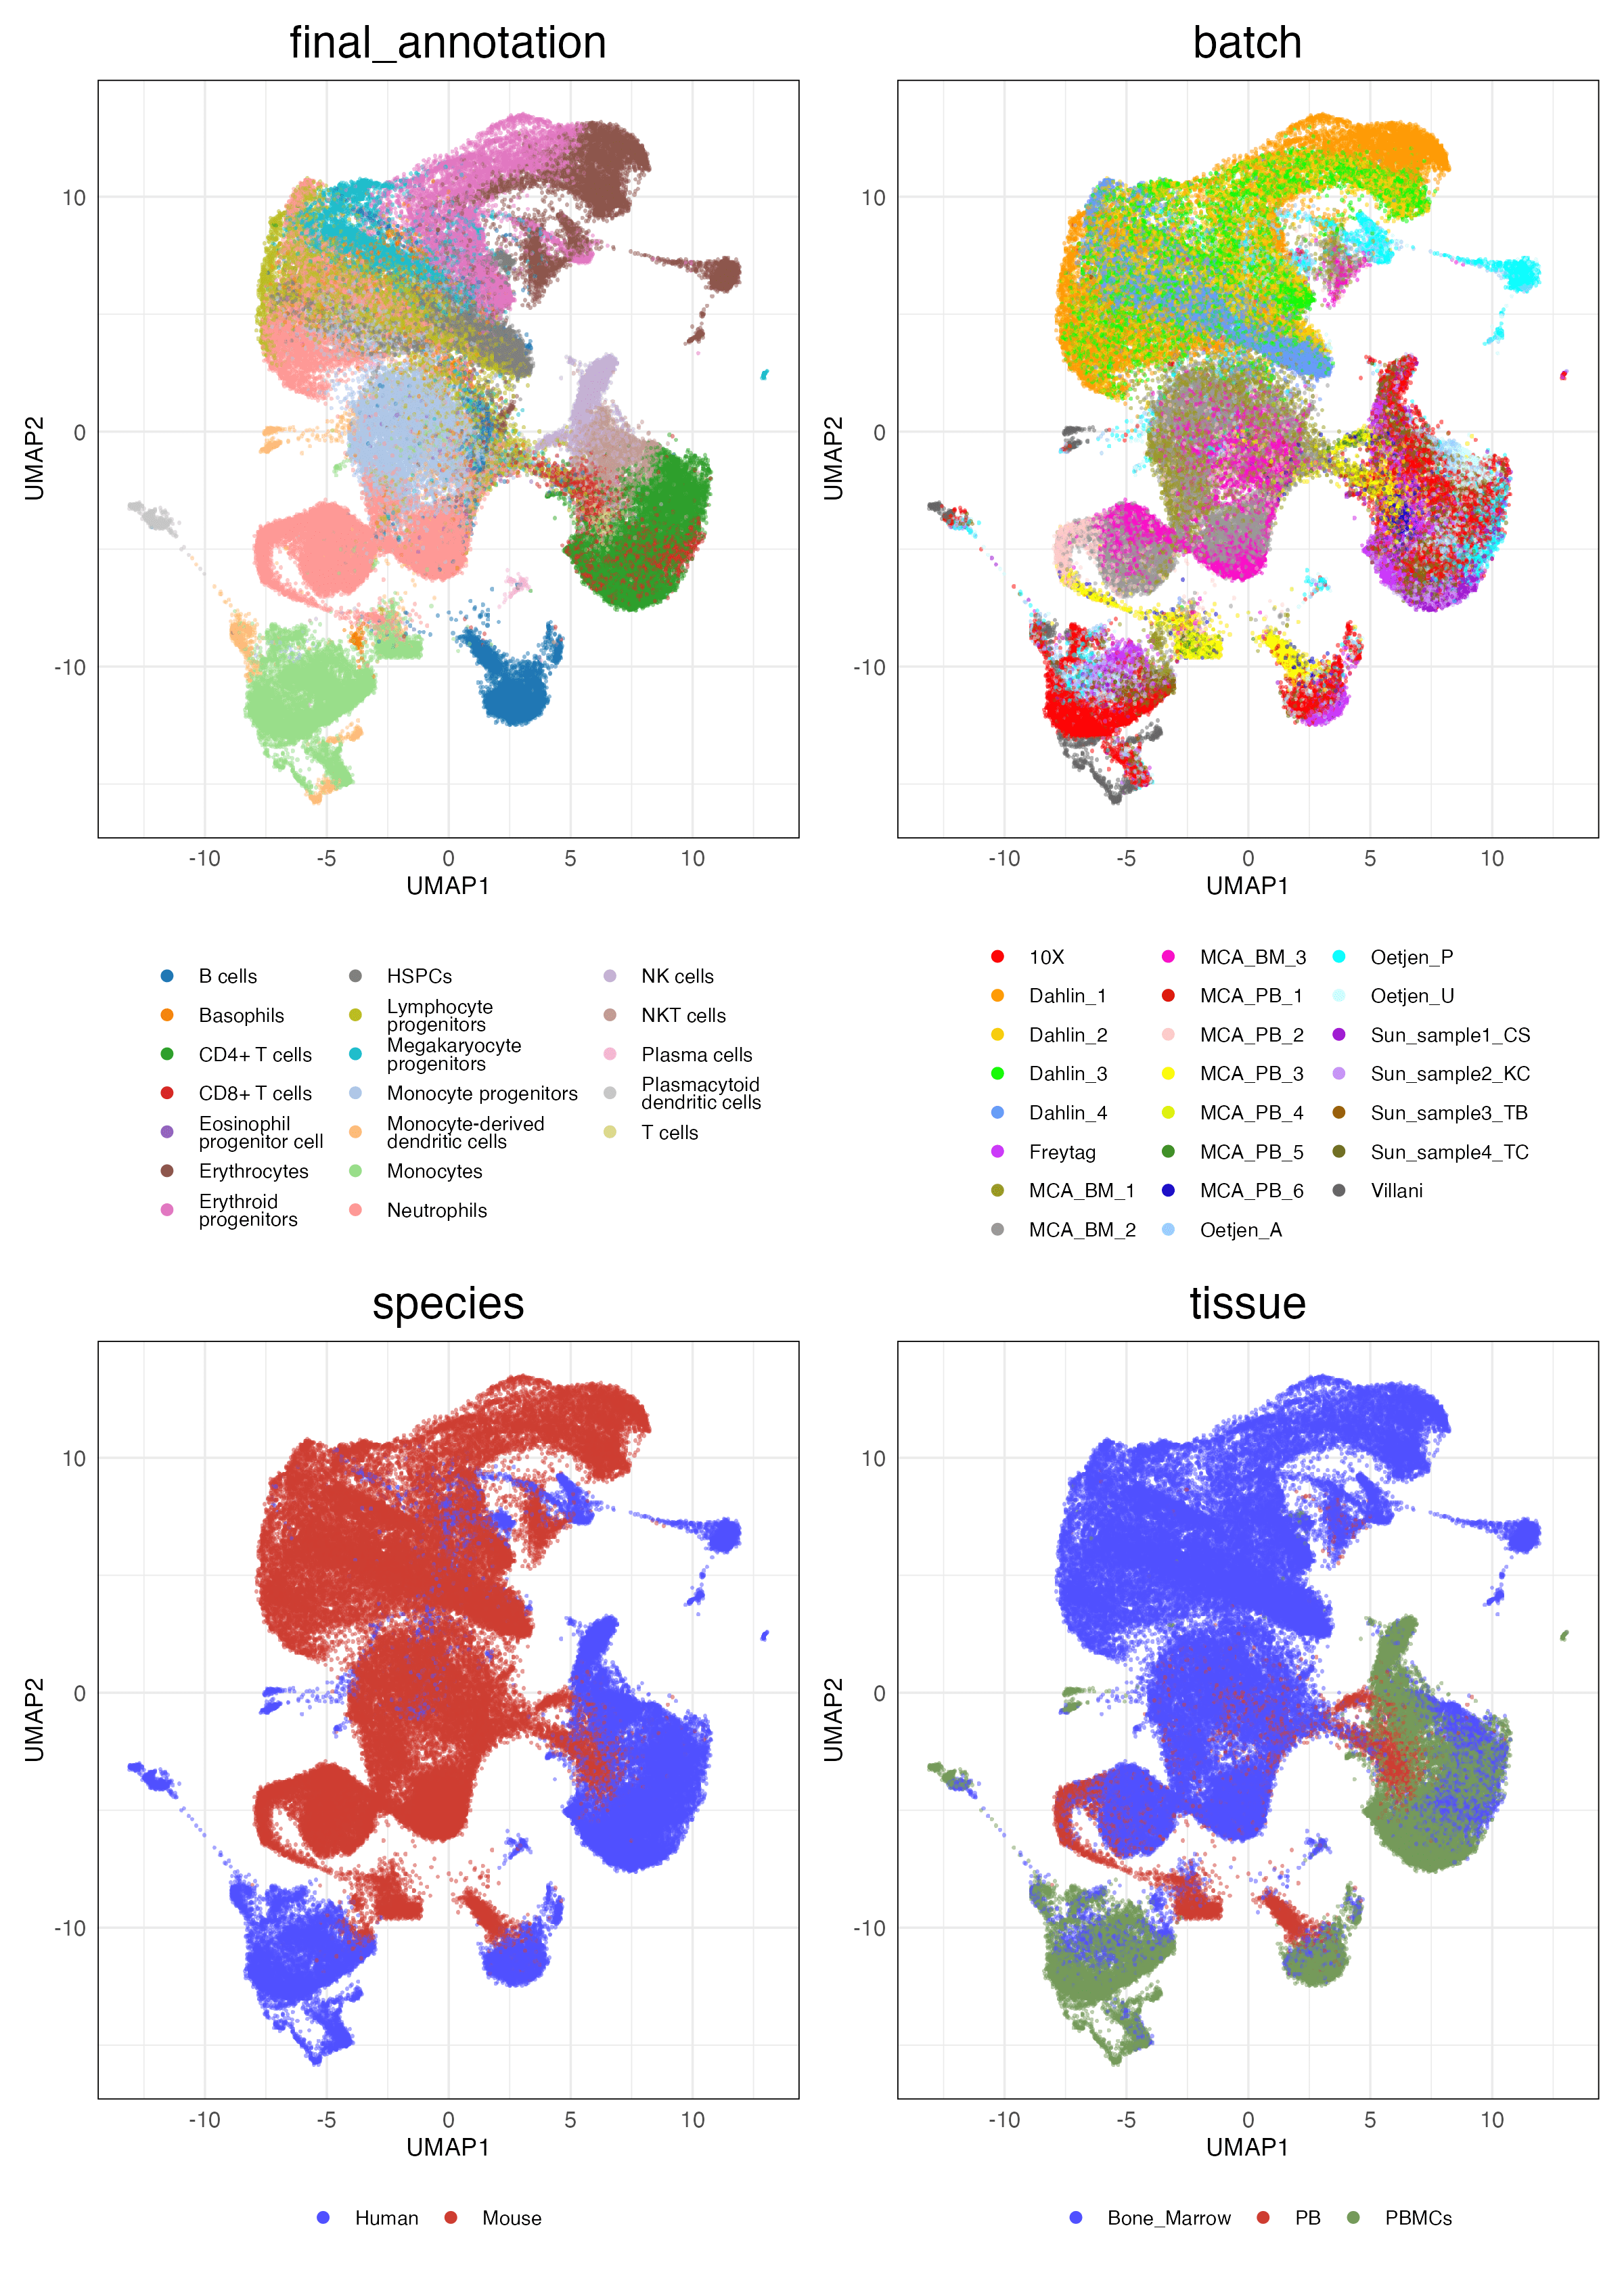 final_annotation
batch
10
0
-10
UMAP2
-10 -5 0 5 10
UMAP1
10
0
-10
UMAP2
-10 -5 0 5 10
UMAP1
B cells
Basophils
CD4+ T cells
CD8+ T cells
Eosinophil
progenitor cell
Erythrocytes
Erythroid
progenitors
HSPCs
Lymphocyte
progenitors
Megakaryocyte
progenitors
Monocyte progenitors
Monocyte-derived
dendritic cells
Monocytes
Neutrophils
NK cells
NKT cells
Plasma cells
Plasmacytoid
dendritic cells
T cells
10X
Dahlin_1
Dahlin_2
Dahlin_3
Dahlin_4
Freytag
MCA_BM_1
MCA_BM_2
MCA_BM_3
MCA_PB_1
MCA_PB_2
MCA_PB_3
MCA_PB_4
MCA_PB_5
MCA_PB_6
Oetjen_A
Oetjen_P
Oetjen_U
Sun_sample1_CS
Sun_sample2_KC
Sun_sample3_TB
Sun_sample4_TC
Villani
species
tissue
10
0
-10
UMAP2
-10 -5 0 5 10
UMAP1
10
0
-10
UMAP2
-10 -5 0 5 10
UMAP1
Human Mouse
Bone_Marrow PB PBMCs